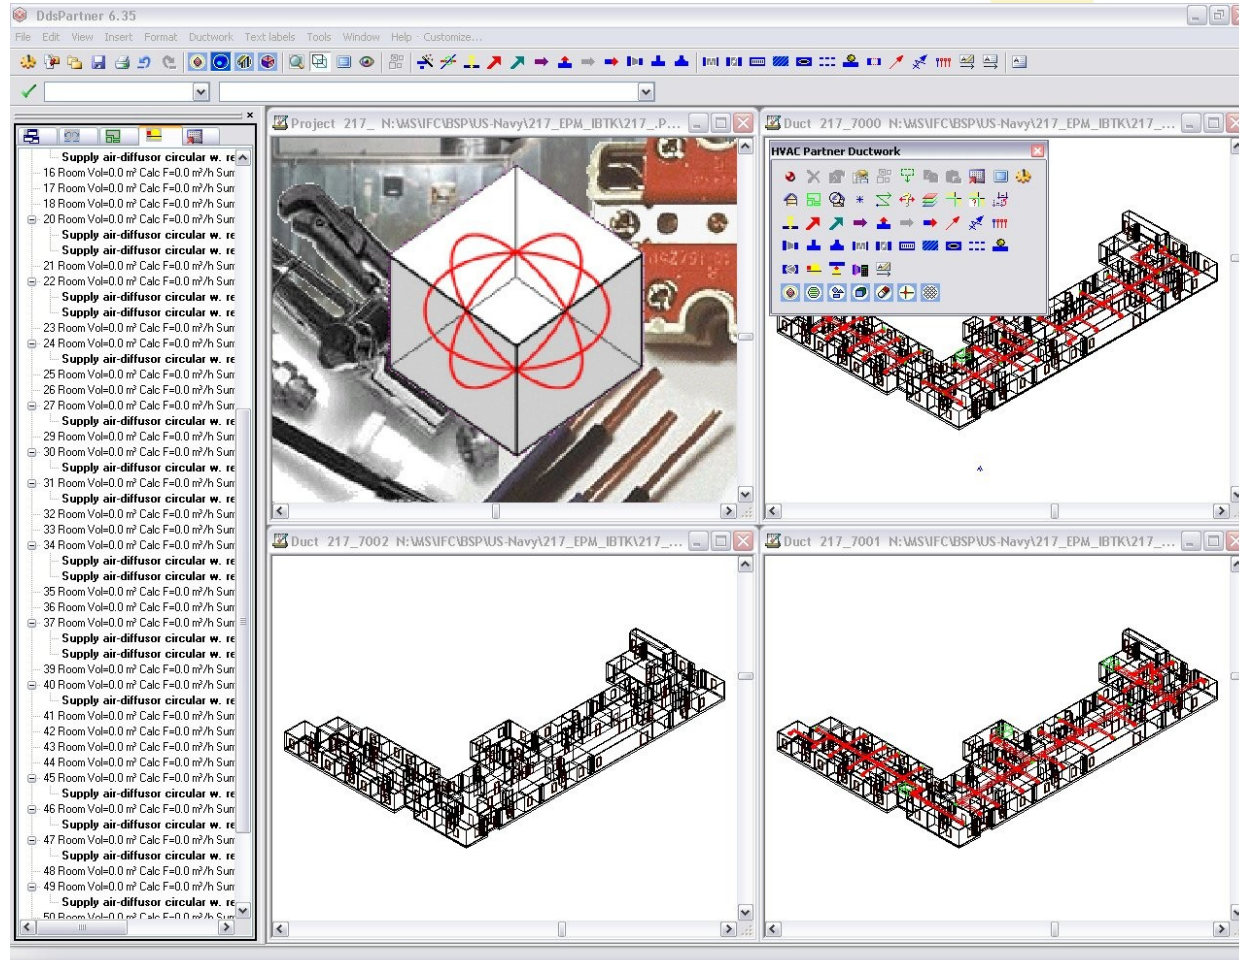 DdsPartner 6.35
File Edit View Insert Format Ductwork Text labels Tools Window Help Customize...
Project 217_ N:\MS\IFC\BSP\US-Navy\217_EPM_IBTK\217_.P...
Duct 217_7000 N:\MS\IFC\BSP\US-Navy\217_EPM_IBTK\217_...
HVAC Partner Ductwork
Supply air-diffusor circular w. re
16 Room Vol=0.0 m³ Calc F=0.0 m³/h Sum
17 Room Vol=0.0 m³ Calc F=0.0 m³/h Sum
18 Room Vol=0.0 m³ Calc F=0.0 m³/h Sum
20 Room Vol=0.0 m³ Calc F=0.0 m³/h Sum
Supply air-diffusor circular w. re
Supply air-diffusor circular w. re
21 Room Vol=0.0 m³ Calc F=0.0 m³/h Sum
22 Room Vol=0.0 m³ Calc F=0.0 m³/h Sum
Supply air-diffusor circular w. re
Supply air-diffusor circular w. re
23 Room Vol=0.0 m³ Calc F=0.0 m³/h Sum
24 Room Vol=0.0 m³ Calc F=0.0 m³/h Sum
Supply air-diffusor circular w. re
25 Room Vol=0.0 m³ Calc F=0.0 m³/h Sum
26 Room Vol=0.0 m³ Calc F=0.0 m³/h Sum
27 Room Vol=0.0 m³ Calc F=0.0 m³/h Sum
Supply air-diffusor circular w. re
29 Room Vol=0.0 m³ Calc F=0.0 m³/h Sum
30 Room Vol=0.0 m³ Calc F=0.0 m³/h Sum
Supply air-diffusor circular w. re
31 Room Vol=0.0 m³ Calc F=0.0 m³/h Sum
Supply air-diffusor circular w. re
32 Room Vol=0.0 m³ Calc F=0.0 m³/h Sum
33 Room Vol=0.0 m³ Calc F=0.0 m³/h Sum
34 Room Vol=0.0 m³ Calc F=0.0 m³/h Sum
Supply air-diffusor circular w. re
Supply air-diffusor circular w. re
35 Room Vol=0.0 m³ Calc F=0.0 m³/h Sum
36 Room Vol=0.0 m³ Calc F=0.0 m³/h Sum
37 Room Vol=0.0 m³ Calc F=0.0 m³/h Sum
Supply air-diffusor circular w. re
Supply air-diffusor circular w. re
39 Room Vol=0.0 m³ Calc F=0.0 m³/h Sum
40 Room Vol=0.0 m³ Calc F=0.0 m³/h Sum
Supply air-diffusor circular w. re
41 Room Vol=0.0 m³ Calc F=0.0 m³/h Sum
42 Room Vol=0.0 m³ Calc F=0.0 m³/h Sum
43 Room Vol=0.0 m³ Calc F=0.0 m³/h Sum
44 Room Vol=0.0 m³ Calc F=0.0 m³/h Sum
45 Room Vol=0.0 m³ Calc F=0.0 m³/h Sum
Supply air-diffusor circular w. re
46 Room Vol=0.0 m³ Calc F=0.0 m³/h Sum
Supply air-diffusor circular w. re
47 Room Vol=0.0 m³ Calc F=0.0 m³/h Sum
Supply air-diffusor circular w. re
48 Room Vol=0.0 m³ Calc F=0.0 m³/h Sum
49 Room Vol=0.0 m³ Calc F=0.0 m³/h Sum
Supply air-diffusor circular w. re
50 Room Vol=0.0 m³ Calc F=0.0 m³/h Sum
Duct 217_7002 N:\MS\IFC\BSP\US-Navy\217_EPM_IBTK\217_...
Duct 217_7001 N:\MS\IFC\BSP\US-Navy\217_EPM_IBTK\217_...